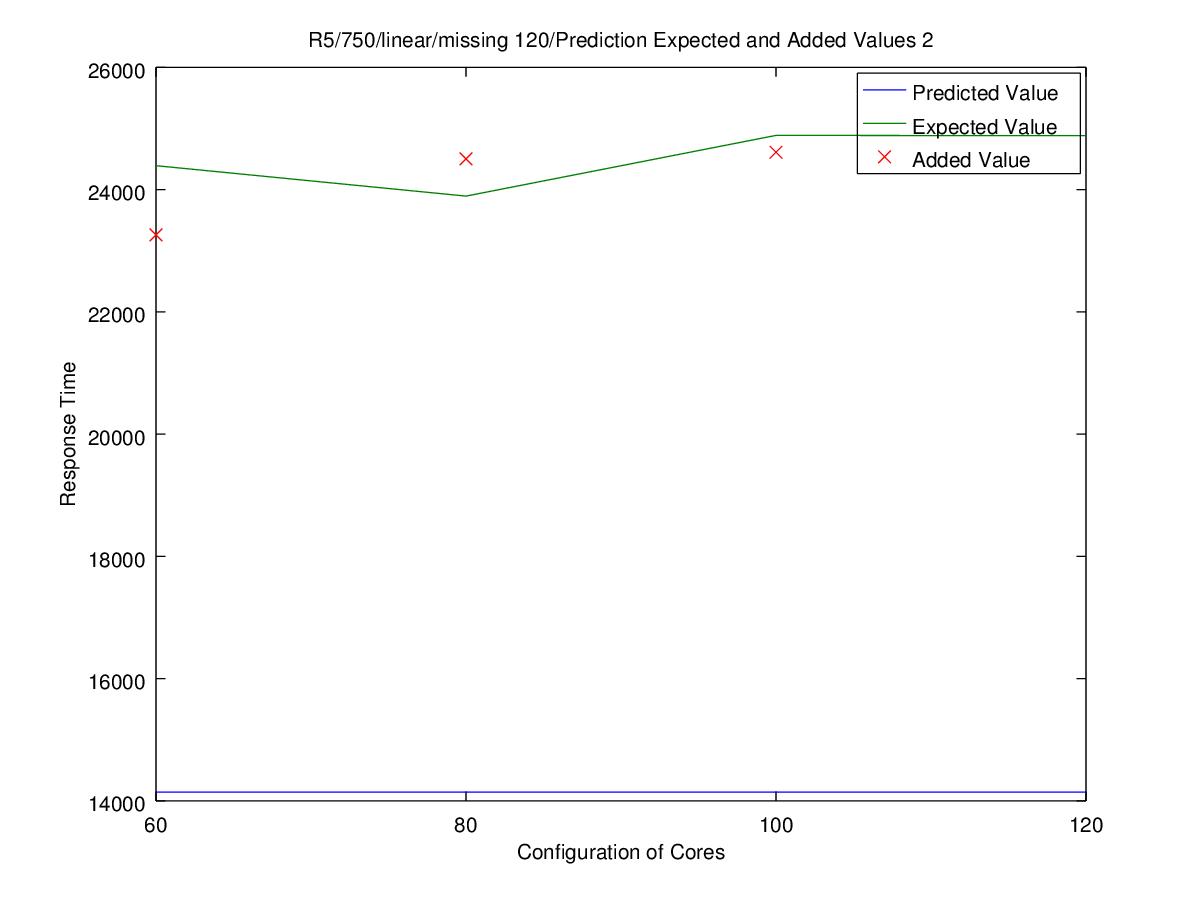 R5/750/linear/missing 120/Prediction Expected and Added Values 2
26000
24000
22000
20000
18000
16000
14000
Response Time
Predicted Value
Expected Value
Added Value
60
80
100
120
Configuration of Cores